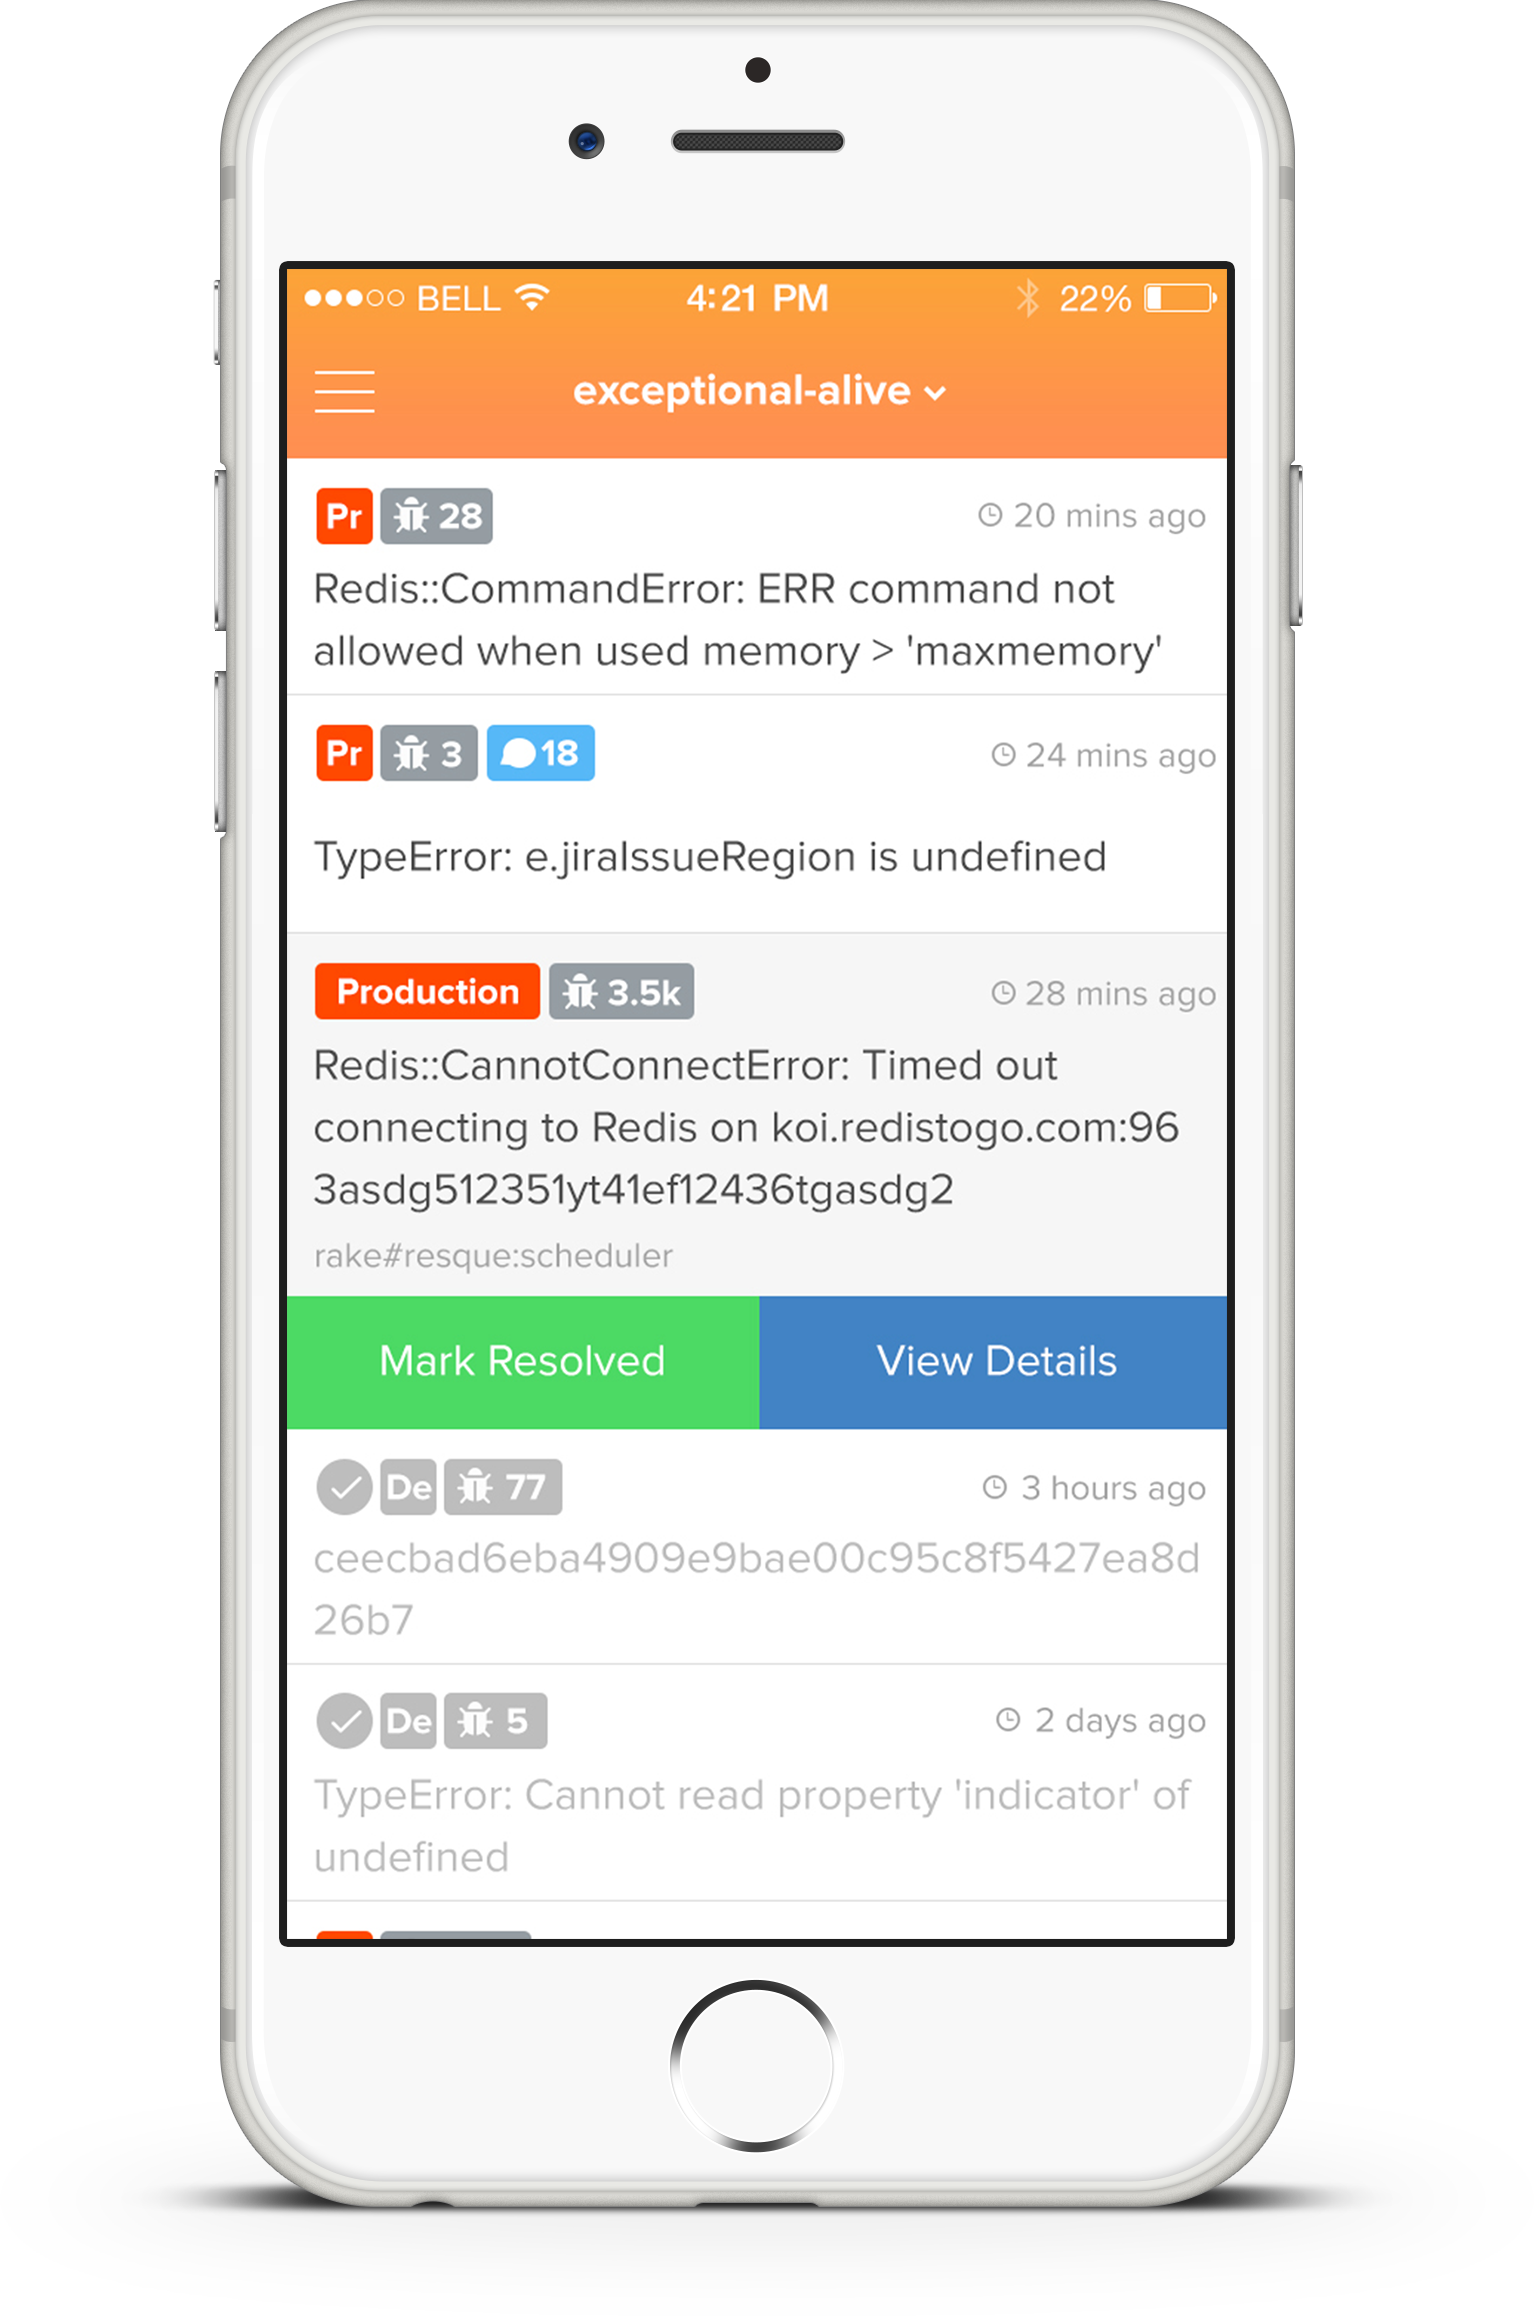 BELL 4:21 PM 22%
exceptional-alive
Pr 28 20 mins ago
Redis::CommandError: ERR command not
allowed when used memory > 'maxmemory'
Pr 3 18 24 mins ago
TypeError: e.jiraIssueRegion is undefined
Production 3.5k 28 mins ago
Redis::CannotConnectError: Timed out
connecting to Redis on koi.redistogo.com:96
3asdg512351yt41ef12436tgasdg2
rake#resque:scheduler
Mark Resolved View Details
De 77 3 hours ago
ceecbad6eba4909e9bae00c95c8f5427ea8d
26b7
De 5 2 days ago
TypeError: Cannot read property 'indicator' of
undefined